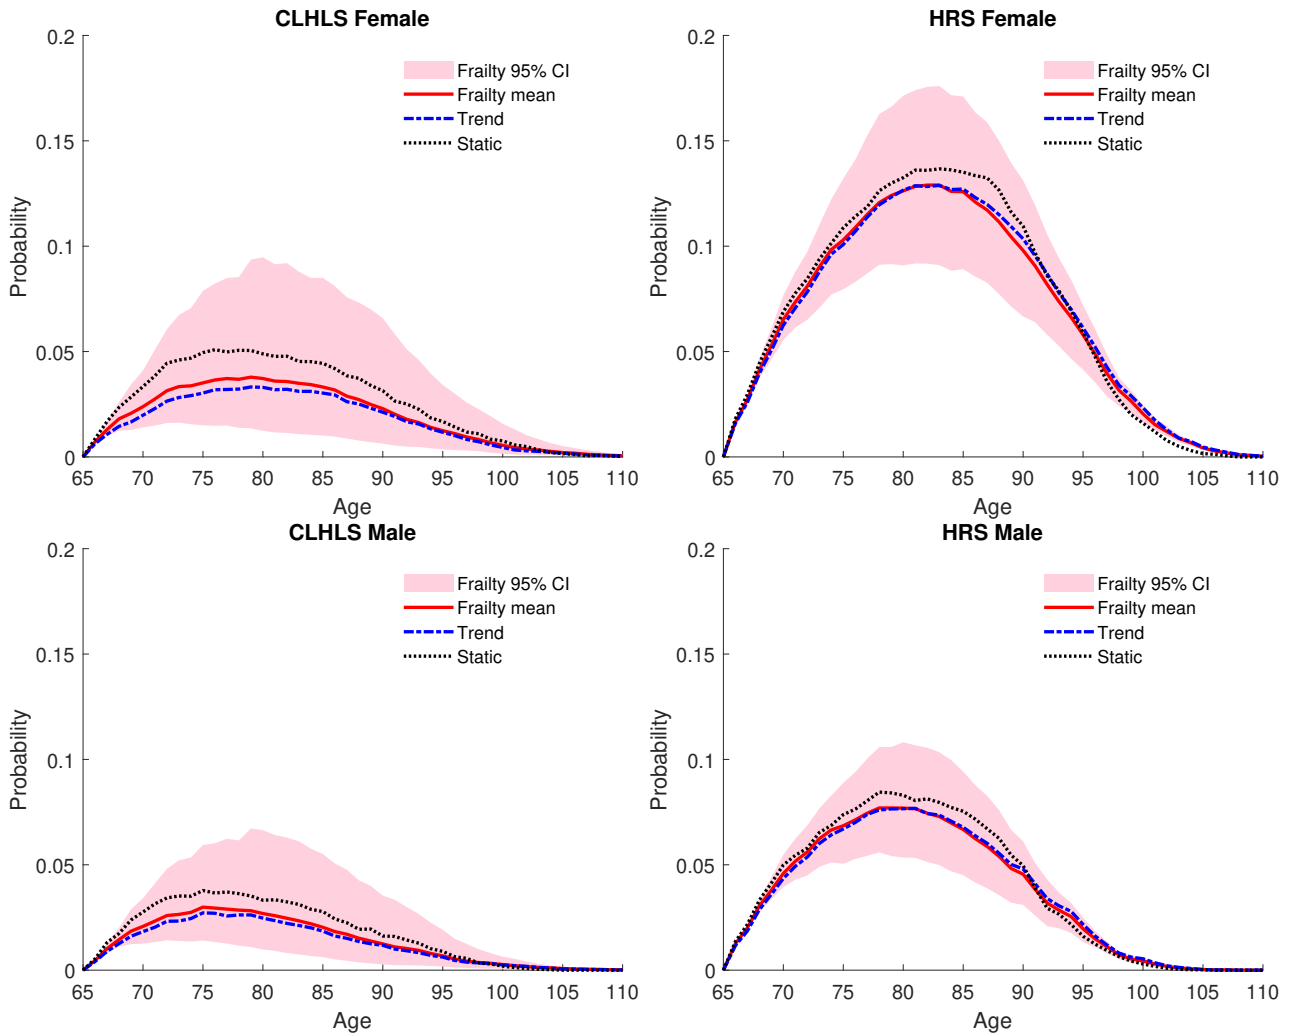 CLHLS Female
0.2
0.15
0.1
0.05
0
Probability
65 70 75 80 85 90 95 100 105 110
Age
Frailty 95% CI
Frailty mean
Trend
Static
HRS Female
0.2
0.15
0.1
0.05
0
Probability
65 70 75 80 85 90 95 100 105 110
Age
Frailty 95% CI
Frailty mean
Trend
Static
CLHLS Male
0.2
0.15
0.1
0.05
0
Probability
65 70 75 80 85 90 95 100 105 110
Age
Frailty 95% CI
Frailty mean
Trend
Static
HRS Male
0.2
0.15
0.1
0.05
0
Probability
65 70 75 80 85 90 95 100 105 110
Age
Frailty 95% CI
Frailty mean
Trend
Static